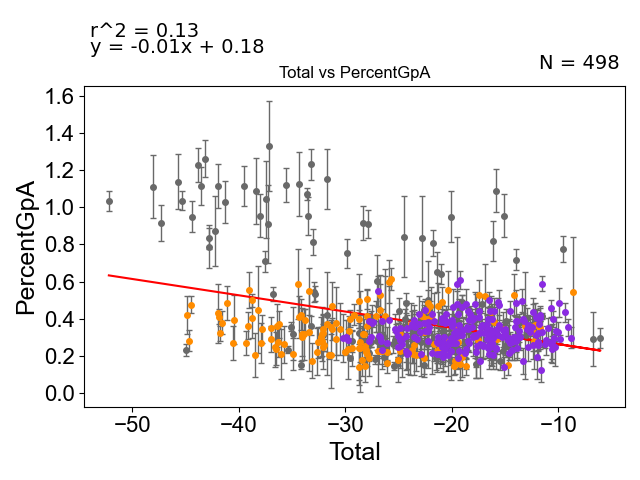 r^2 = 0.13
y = -0.01x + 0.18
N = 498
Total vs PercentGpA
PercentGpA
1.6
1.4
1.2
1.0
0.8
0.6
0.4
0.2
0.0
−50
−40
−30
−20
−10
Total